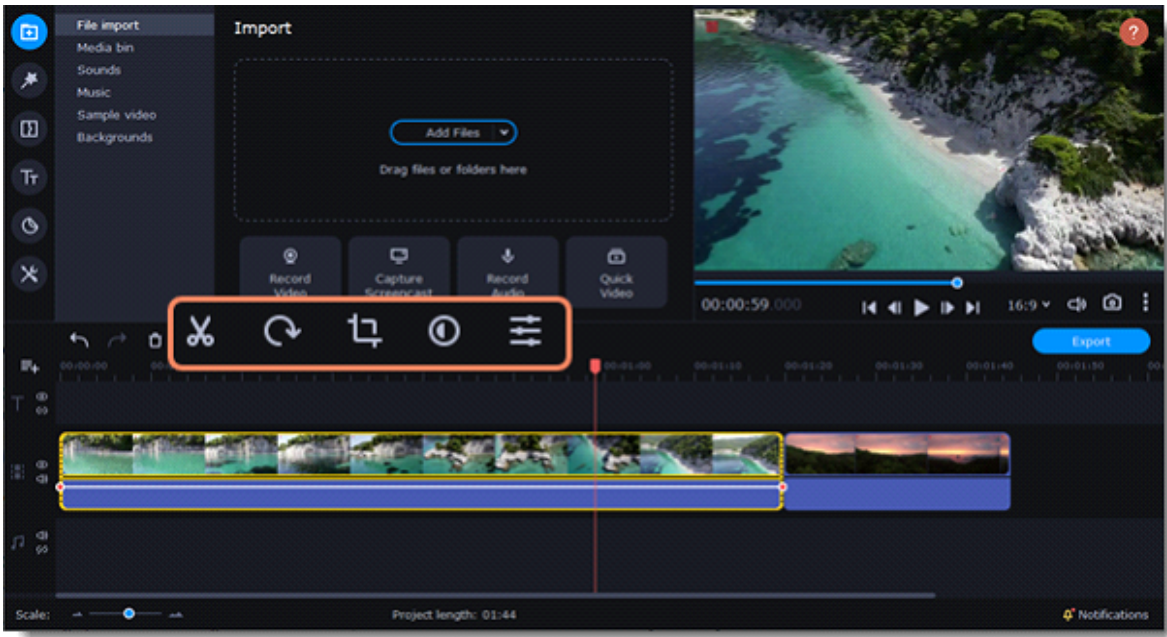 File import
Import
Media bin
Sounds
Music
Sample video
Backgrounds
Add Files
Drag files or folders here
Record
Video
Capture
Screencast
Record
Audio
Quick
Video
?
Tт
00:00:59.000
16:9
Export
00:00:00
00:01:00
00:01:10
00:01:20
00:01:30
00:01:40
00:01:50
T
Scale:
Project length: 01:44
Notifications